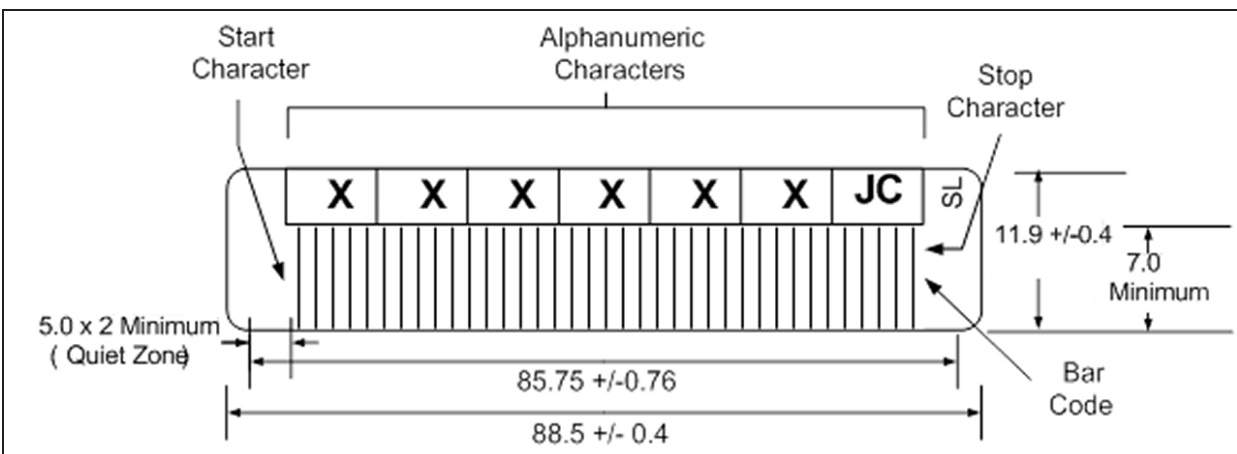 Start
Character
Alphanumeric
Characters
Stop
Character
X X X X X X JC SL
11.9 +/-0.4
7.0
Minimum
5.0 x 2 Minimum
( Quiet Zone)
85.75 +/-0.76
88.5 +/- 0.4
Bar
Code